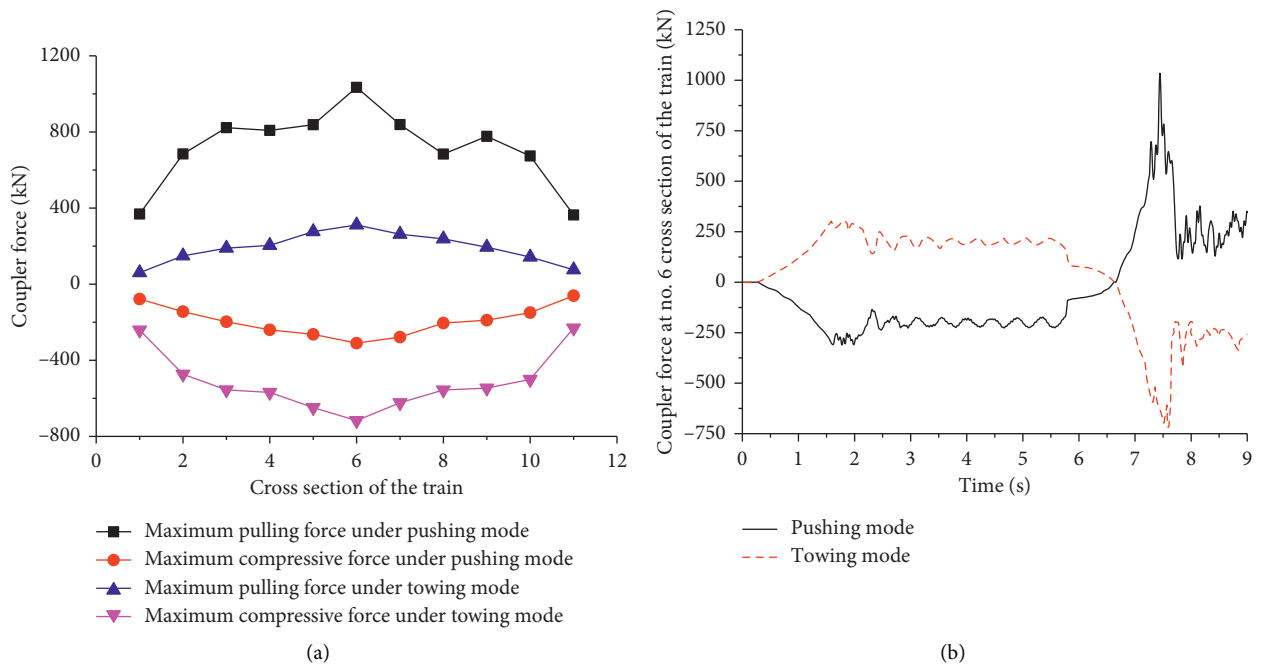 1200
800
400
0
–400
–800
Coupler force (kN)
0
2
4
6
8
10
12
Cross section of the train
Maximum pulling force under pushing mode
Maximum compressive force under pushing mode
Maximum pulling force under towing mode
Maximum compressive force under towing mode
(a)
1250
1000
750
500
250
0
–250
–500
–750
Coupler force at no. 6 cross section of the train (kN)
0
1
2
3
4
5
6
7
8
9
Time (s)
Pushing mode
Towing mode
(b)